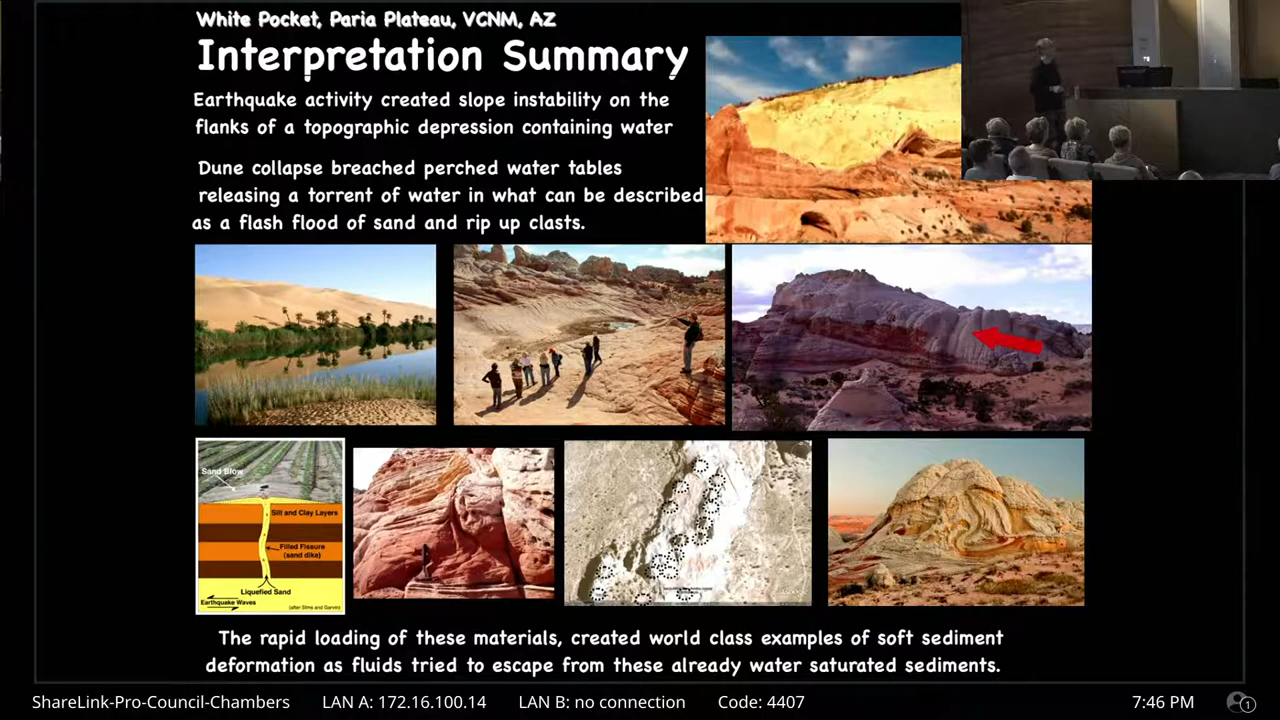 White Pocket, Paria Plateau, VCNM, AZ
Interpretation Summary
Earthquake activity created slope instability on the
flanks of a topographic depression containing water
Dune collapse breached perched water tables
releasing a torrent of water in what can be described
as a flash flood of sand and rip up clasts.
Sand Blow
Silt and Clay Layers
Filled Fissure
(sand dike)
Liquefied Sand
Earthquake Waves
(after Sims and Garvin)
The rapid loading of these materials, created world class examples of soft sediment
deformation as fluids tried to escape from these already water saturated sediments.
ShareLink-Pro-Council-Chambers LAN A: 172.16.100.14 LAN B: no connection Code: 4407 7:46 PM 1